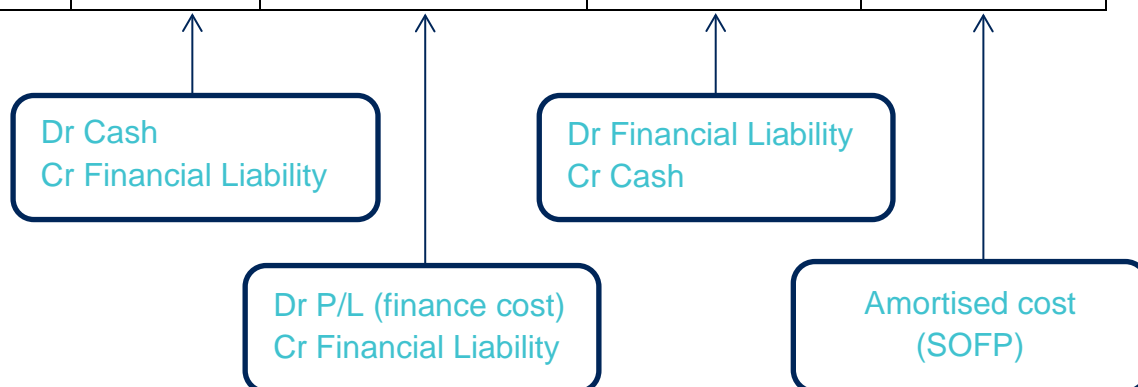 Dr Cash
Cr Financial Liability
Dr Financial Liability
Cr Cash
Dr P/L (finance cost)
Cr Financial Liability
Amortised cost
(SOFP)